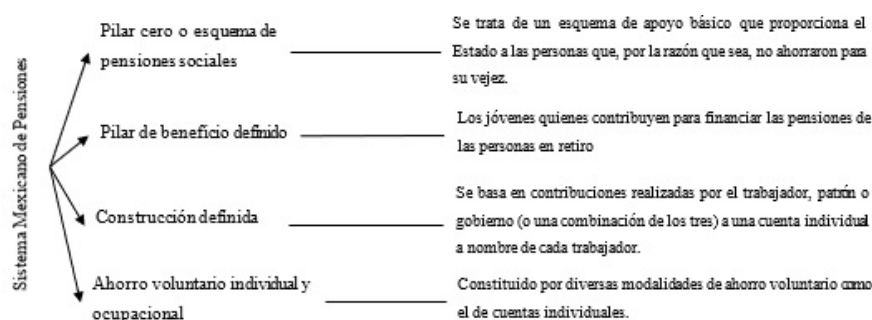 Sistema Mexicano de Pensiones
Pilar cero o esquema de
pensiones sociales
Se trata de un esquema de apoyo básico que proporciona el
Estado a las personas que, por la razón que sea, no ahorraron para
su vejez.
Pilar de beneficio definido
Los jóvenes quienes contribuyen para financiar las pensiones de
las personas en retiro
Construcción definida
Se basa en contribuciones realizadas por el trabajador, patrón o
gobierno (o una combinación de los tres) a una cuenta individual
a nombre de cada trabajador.
Ahorro voluntario individual y
ocupacional
Constituido por diversas modalidades de ahorro voluntario como
el de cuentas individuales.